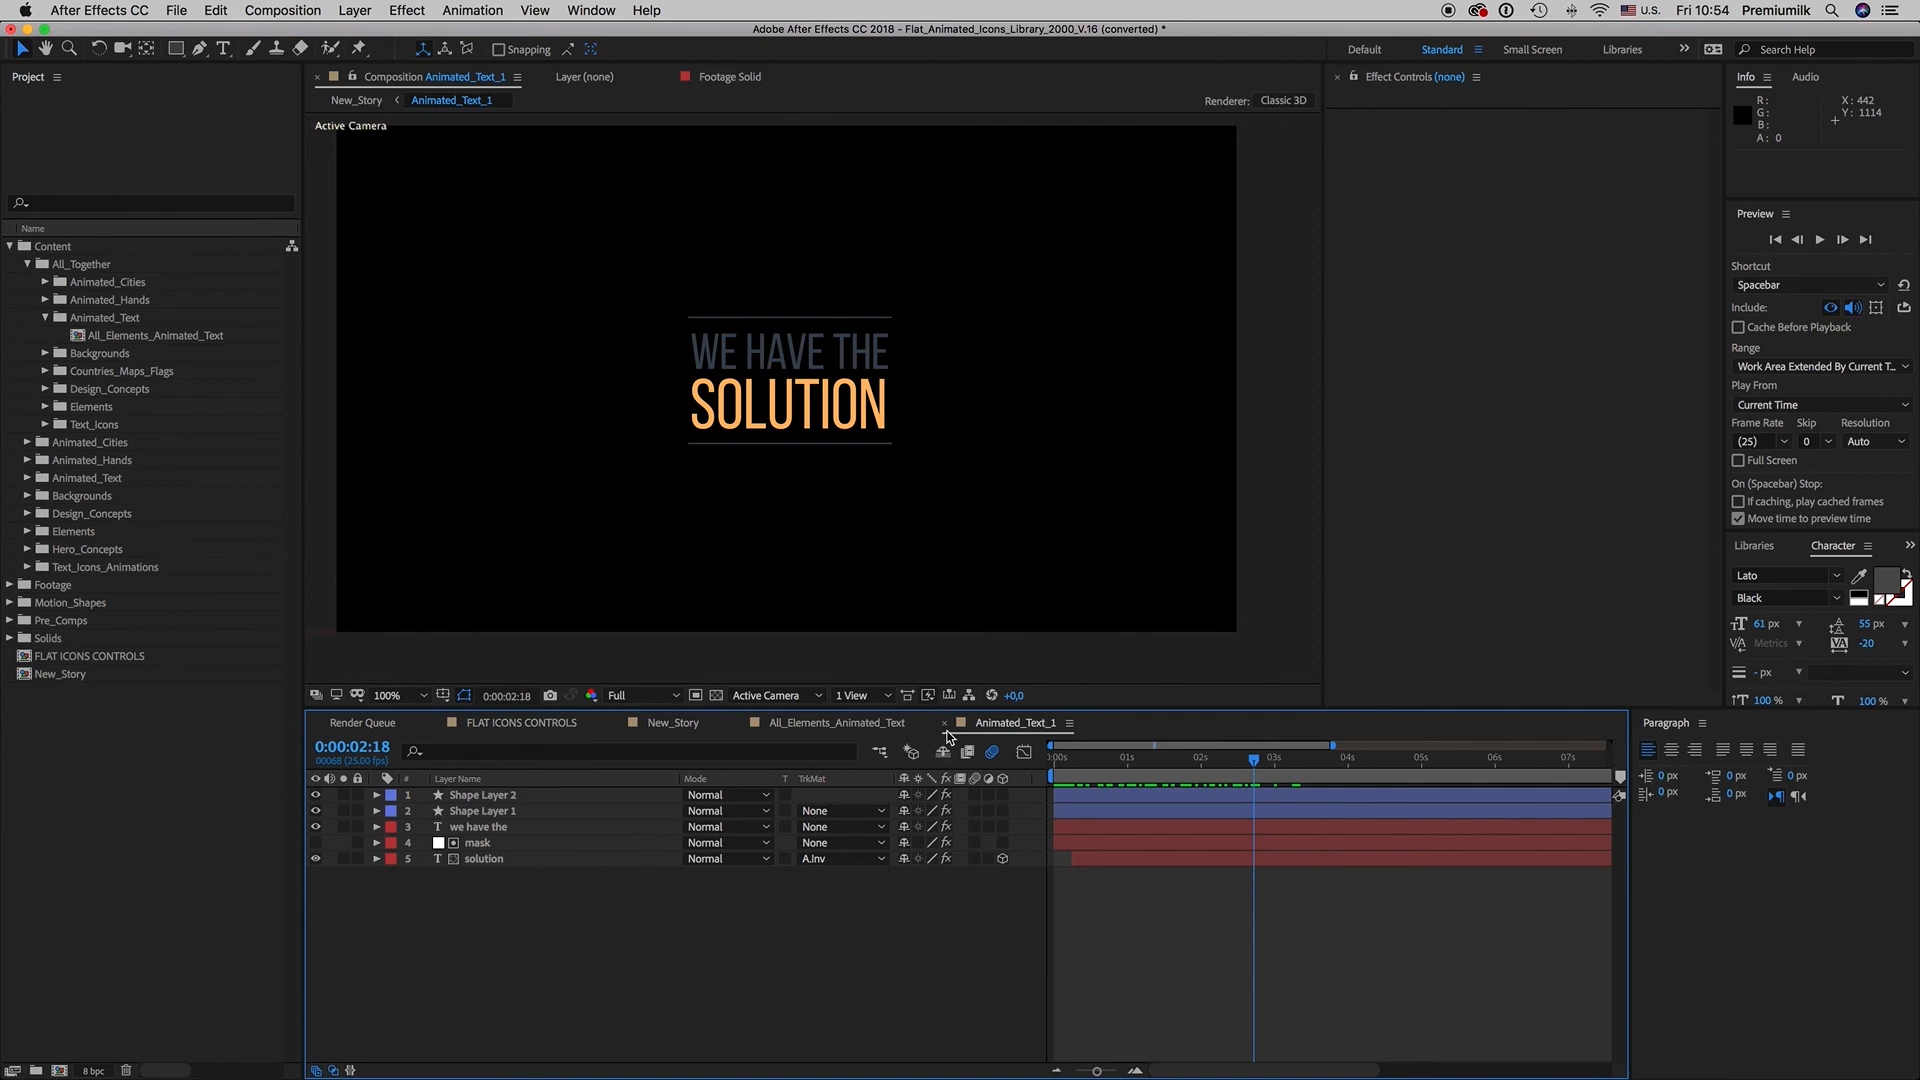 After Effects CC File Edit Composition Layer Effect Animation View Window Help U.S. Fri 10:54 Premiumilk
Adobe After Effects CC 2018 - Flat_Animated_Icons_Library_2000_V.16 (converted) *
Snapping Default Standard Small Screen Libraries Search Help
Project
Composition Animated_Text_1 Layer (none) Footage Solid
Effect Controls (none)
Info Audio
New_Story Animated_Text_1 Renderer: Classic 3D
R: X: 442
G: Y: 1114
B:
A: 0
Active Camera
WE HAVE THE
SOLUTION
Name
Content
All_Together
Animated_Cities
Animated_Hands
Animated_Text
All_Elements_Animated_Text
Backgrounds
Countries_Maps_Flags
Design_Concepts
Elements
Text_Icons
Animated_Cities
Animated_Hands
Animated_Text
Backgrounds
Design_Concepts
Elements
Hero_Concepts
Text_Icons_Animations
Footage
Motion_Shapes
Pre_Comps
Solids
FLAT ICONS CONTROLS
New_Story
8 bpc
Preview
Shortcut
Spacebar
Include:
Cache Before Playback
Range
Work Area Extended By Current T...
Play From
Current Time
Frame Rate Skip Resolution
(25) 0 Auto
Full Screen
On (Spacebar) Stop:
If caching, play cached frames
Move time to preview time
Libraries Character
Lato
Black
61 px 55 px
Metrics -20
- px
100 % 100 %
100% 0:00:02:18 Full Active Camera 1 View +0,0
Render Queue FLAT ICONS CONTROLS New_Story All_Elements_Animated_Text Animated_Text_1
0:00:02:18
00068 (25.00 fps)
:00s 01s 02s 03s 04s 05s 06s 07s
# Layer Name Mode T TrkMat
1 Shape Layer 2 Normal
2 Shape Layer 1 Normal None
3 T we have the Normal None
4 mask Normal None
5 T solution Normal A.Inv
Paragraph
0 px 0 px 0 px
0 px 0 px